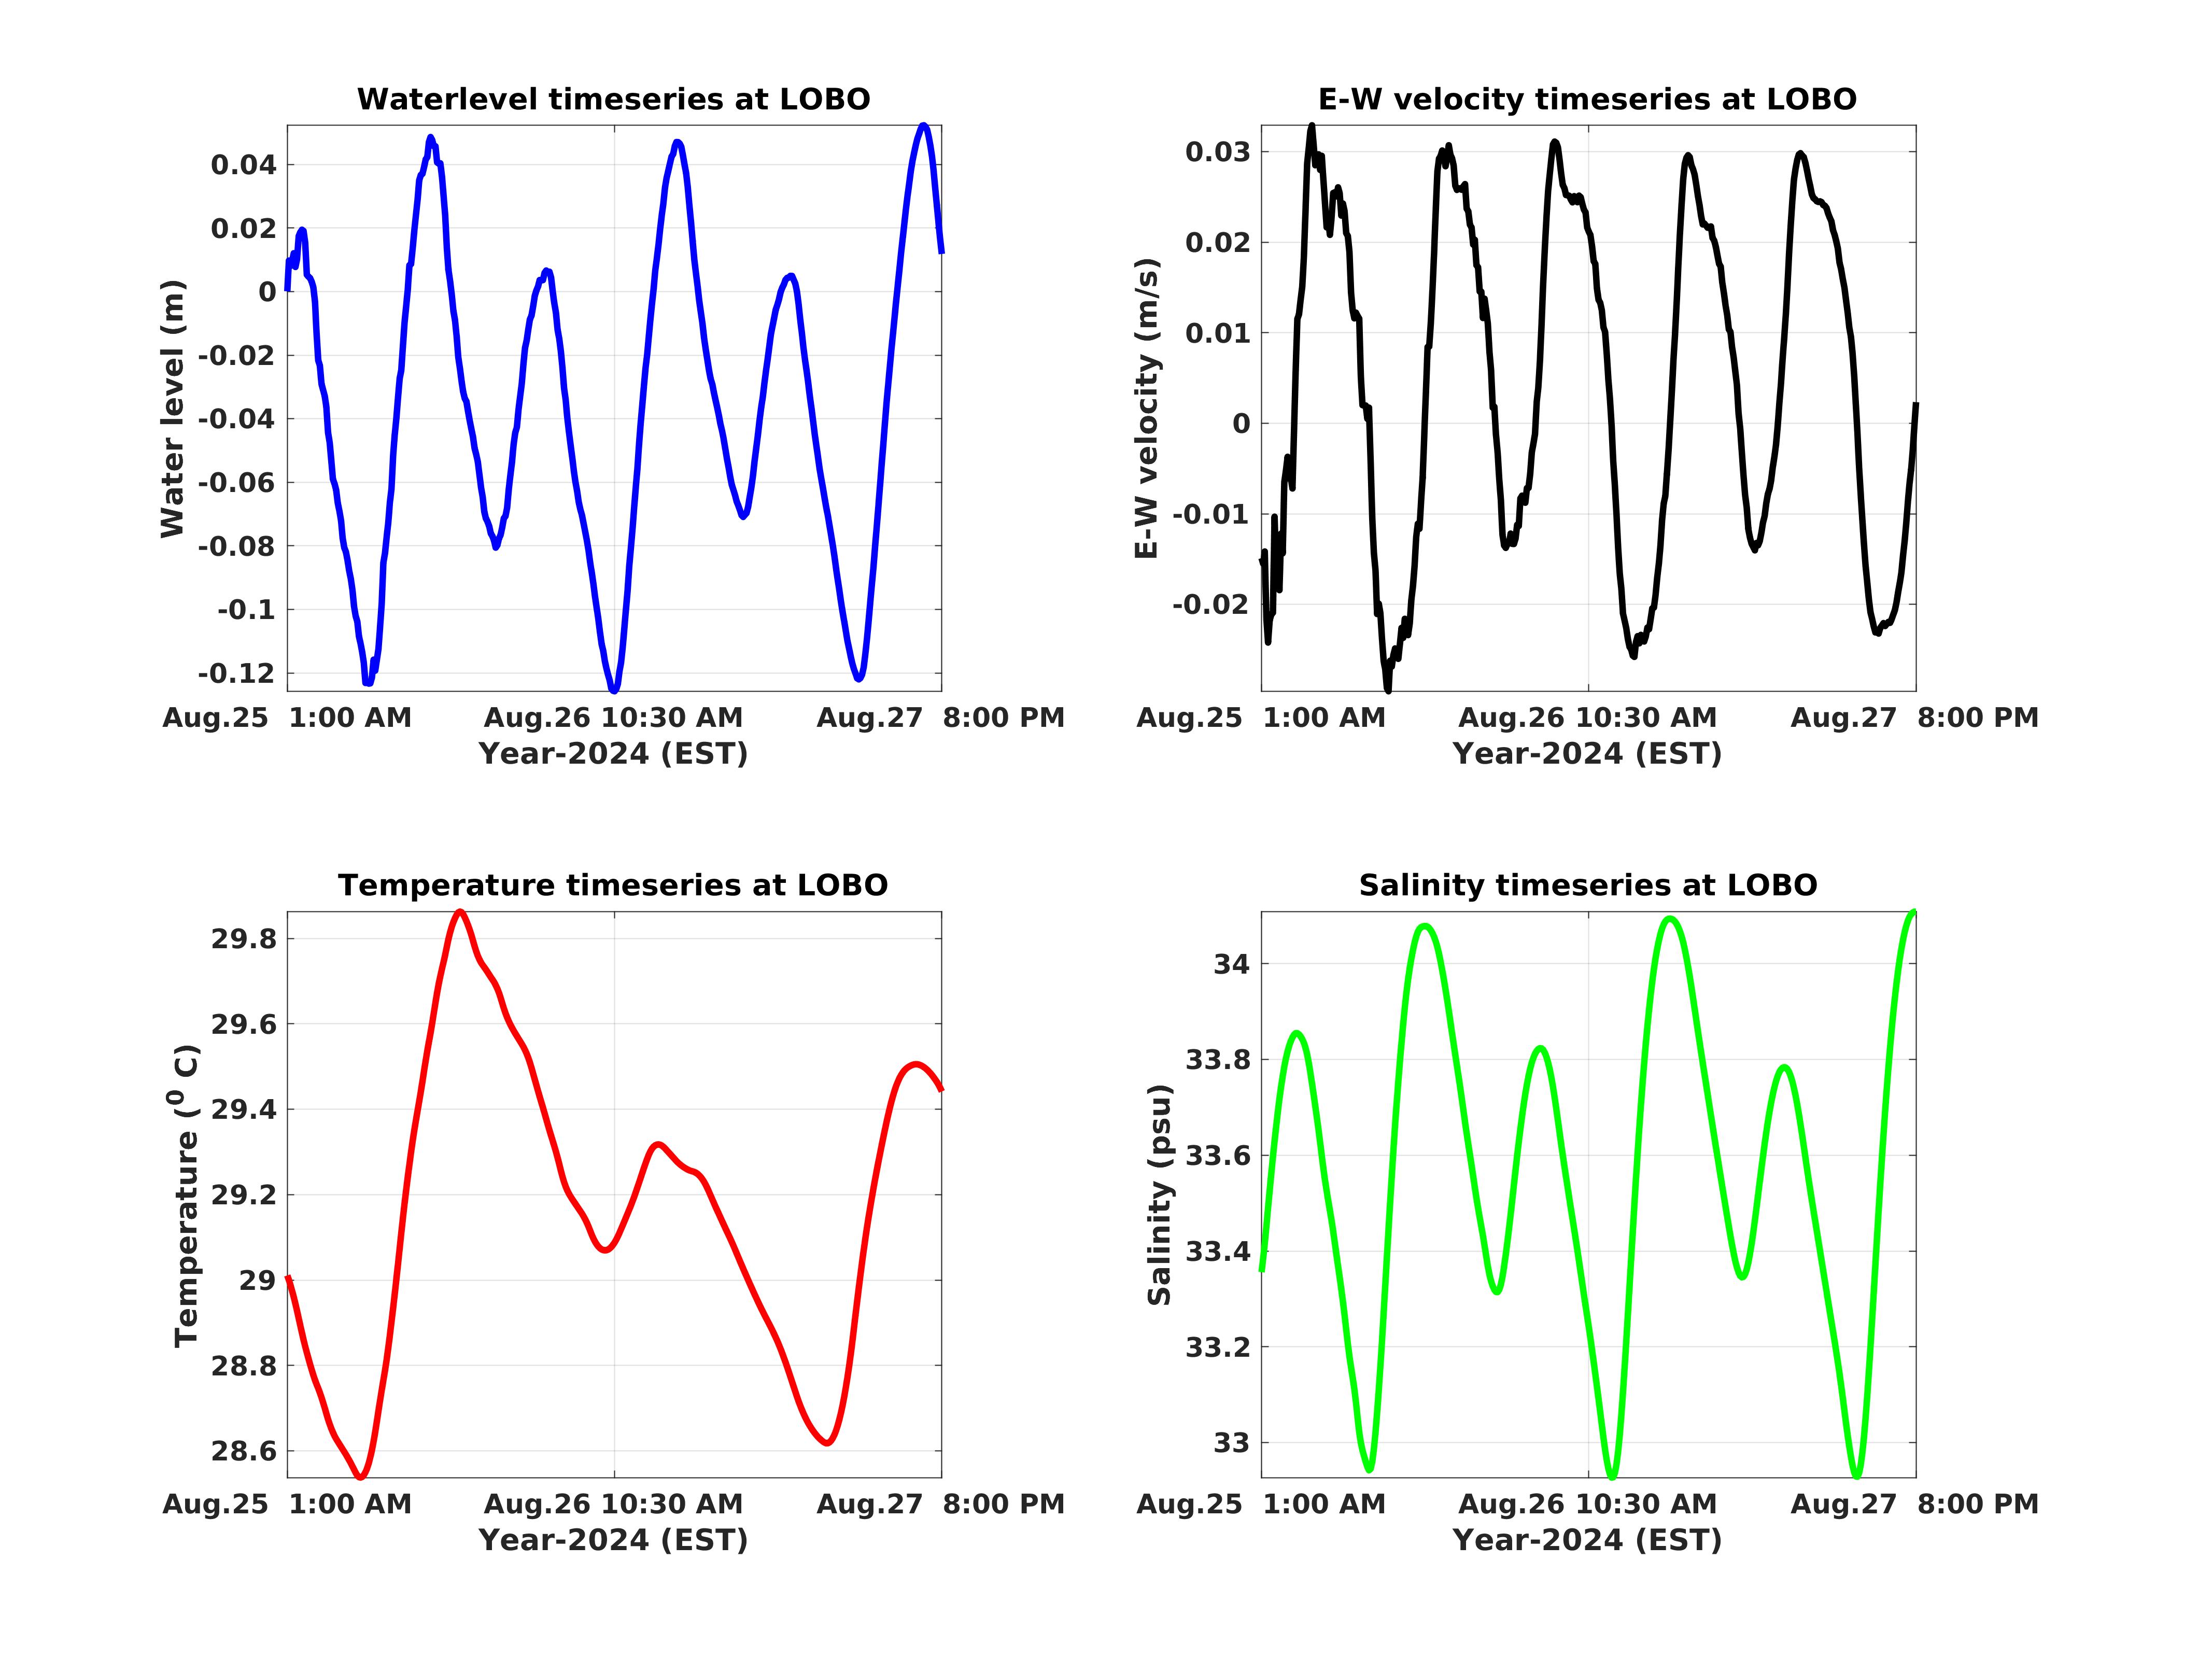 Waterlevel timeseries at LOBO
0.04
0.02
0
-0.02
-0.04
-0.06
-0.08
-0.1
-0.12
Water level (m)
Aug.25 1:00 AM Aug.26 10:30 AM Aug.27 8:00 PM
Year-2024 (EST)
E-W velocity timeseries at LOBO
0.03
0.02
0.01
0
-0.01
-0.02
E-W velocity (m/s)
Aug.25 1:00 AM Aug.26 10:30 AM Aug.27 8:00 PM
Year-2024 (EST)
Temperature timeseries at LOBO
29.8
29.6
29.4
29.2
29
28.8
28.6
Temperature (⁰ C)
Aug.25 1:00 AM Aug.26 10:30 AM Aug.27 8:00 PM
Year-2024 (EST)
Salinity timeseries at LOBO
34
33.8
33.6
33.4
33.2
33
Salinity (psu)
Aug.25 1:00 AM Aug.26 10:30 AM Aug.27 8:00 PM
Year-2024 (EST)